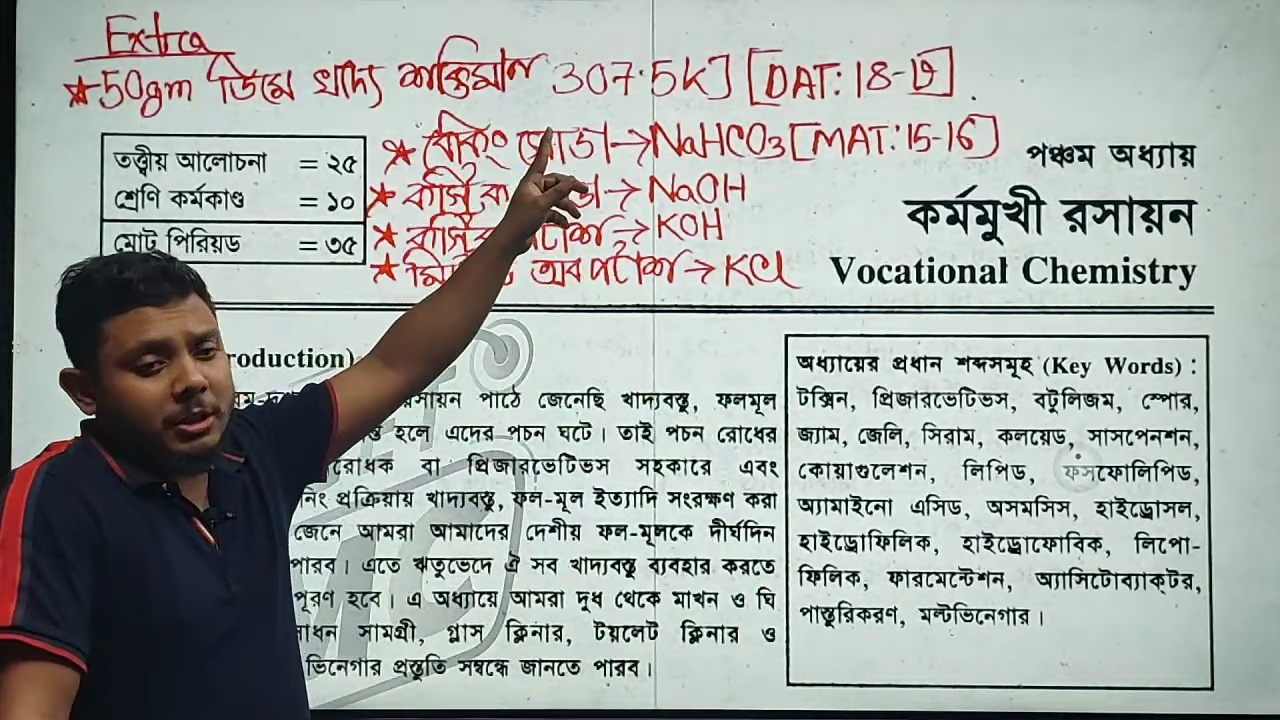 Extra
★ 50gm ডিমে খাদ্য শক্তিমান 307.5KJ [DAT: 18-19]
★ বেকিং সোডা → NaHCO3 [MAT: 15-16]
★ কস্টিক → NaOH
★ কস্টিক → KOH
★ অব পটাশ → KCl
তত্ত্বীয় আলোচনা = ২৫
শ্রেণি কর্মকাণ্ড = ১০
মোট পিরিয়ড = ৩৫
পঞ্চম অধ্যায়
কর্মমুখী রসায়ন
Vocational Chemistry
রসায়ন পাঠে জেনেছি খাদ্যবস্তু, ফলমূল
হলে এদের পচন ঘটে। তাই পচন রোধের
বা প্রিজারভেটিভস সহকারে এবং
প্রক্রিয়ায় খাদ্যবস্তু, ফল-মূল ইত্যাদি সংরক্ষণ করা
জেনে আমরা আমাদের দেশীয় ফল-মূলকে দীর্ঘদিন
পারব। এতে ঋতুভেদে ঐ সব খাদ্যবস্তু ব্যবহার করতে
পূরণ হবে। এ অধ্যায়ে আমরা দুধ থেকে মাখন ও ঘি
সামগ্রী, গ্লাস ক্লিনার, টয়লেট ক্লিনার ও
ভিনেগার প্রস্তুতি সম্বন্ধে জানতে পারব।
অধ্যায়ের প্রধান শব্দসমূহ (Key Words) :
টক্সিন, প্রিজারভেটিভস, বটুলিজম, স্পোর,
জ্যাম, জেলি, সিরাম, কলয়েড, সাসপেনশন,
কোয়াগুলেশন, লিপিড, ফসফোলিপিড,
অ্যামাইনো এসিড, অসমসিস, হাইড্রোসল,
হাইড্রোফিলিক, হাইড্রোফোবিক, লিপো-
ফিলিক, ফারমেন্টেশন, অ্যাসিটোব্যাক্টর,
পাস্তুরিকরণ, মল্টভিনেগার।